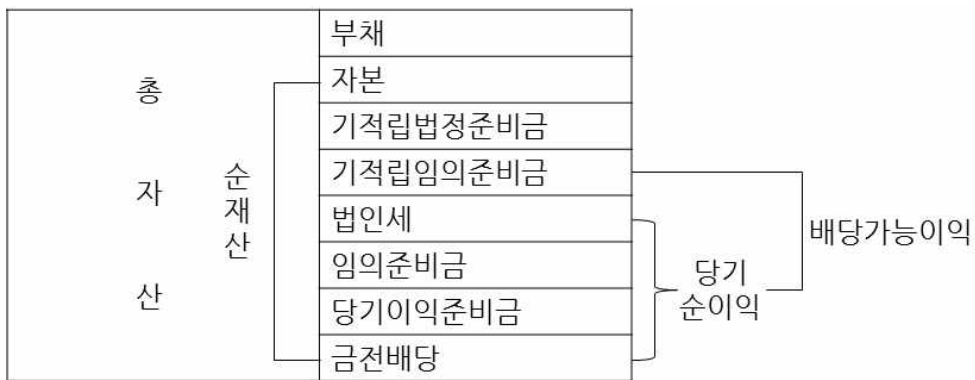 총
자
산
순
재
산
부채
자본
기적립법정준비금
기적립임의준비금
법인세
임의준비금
당기이익준비금
금전배당
당기
순이익
배당가능이익